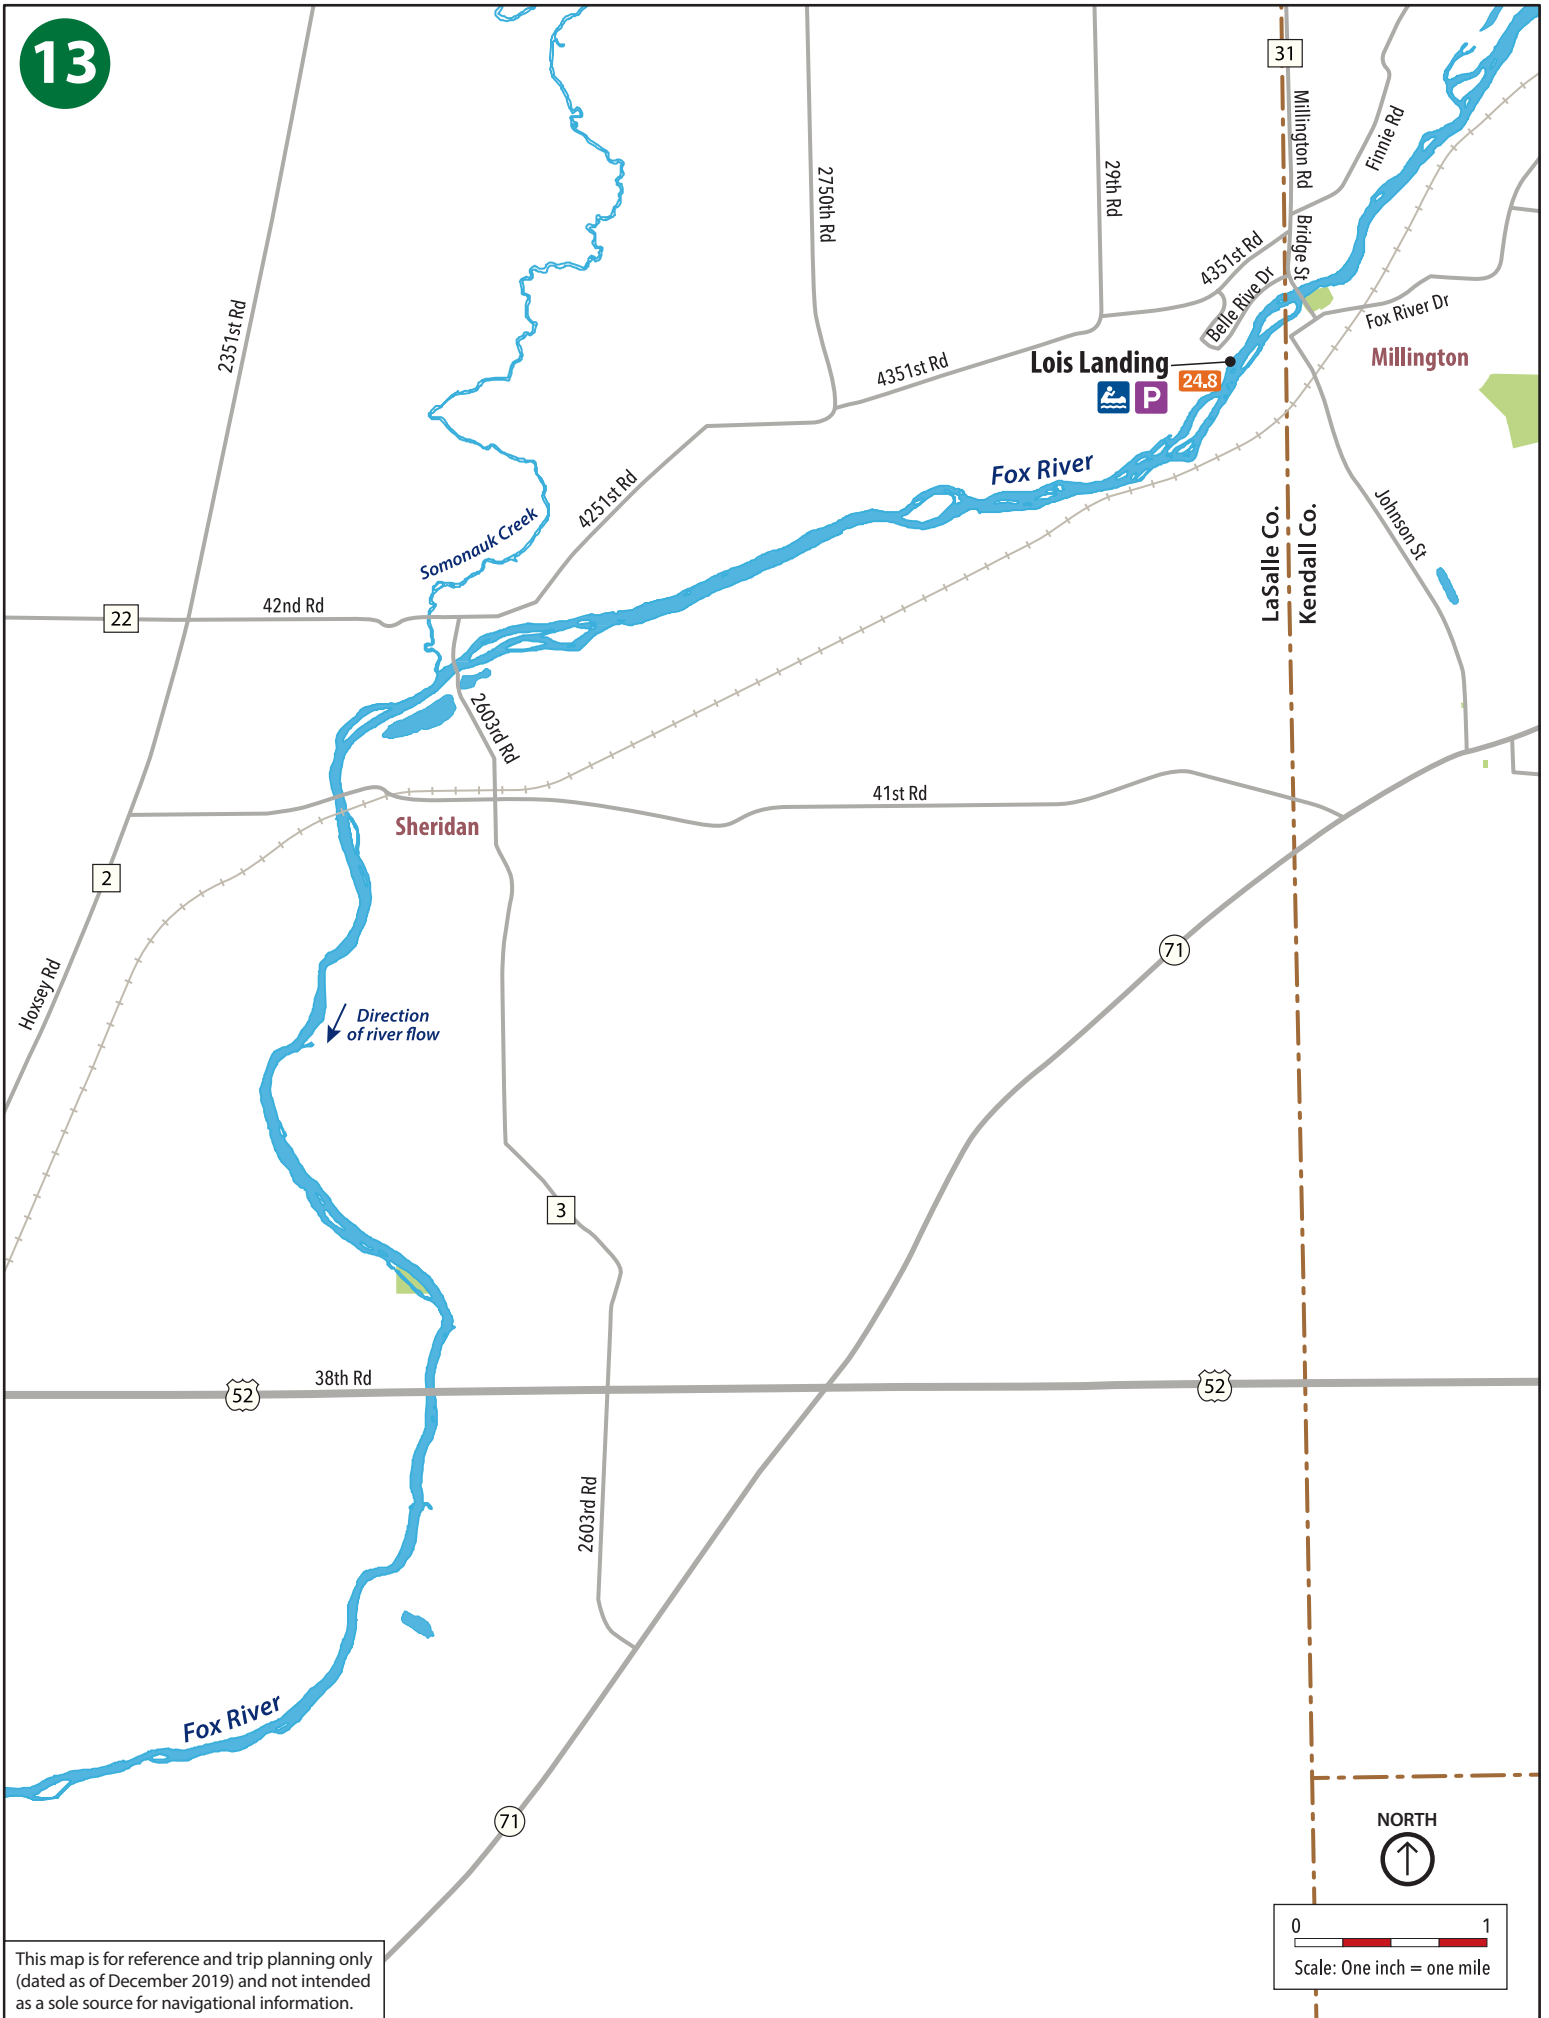 13
31
Millington Rd
Finnie Rd
2750th Rd
29th Rd
4351st Rd
Bridge St
Belle Rive Dr
2351st Rd
Fox River Dr
Lois Landing
24.8
P
Millington
4351st Rd
Fox River
4251st Rd
Somonauk Creek
Johnson St
LaSalle Co.
Kendall Co.
22
42nd Rd
2603rd Rd
41st Rd
Sheridan
2
71
Hoxsey Rd
Direction
of river flow
3
38th Rd
52
52
2603rd Rd
Fox River
71
NORTH
0 1
Scale: One inch = one mile
This map is for reference and trip planning only
(dated as of December 2019) and not intended
as a sole source for navigational information.